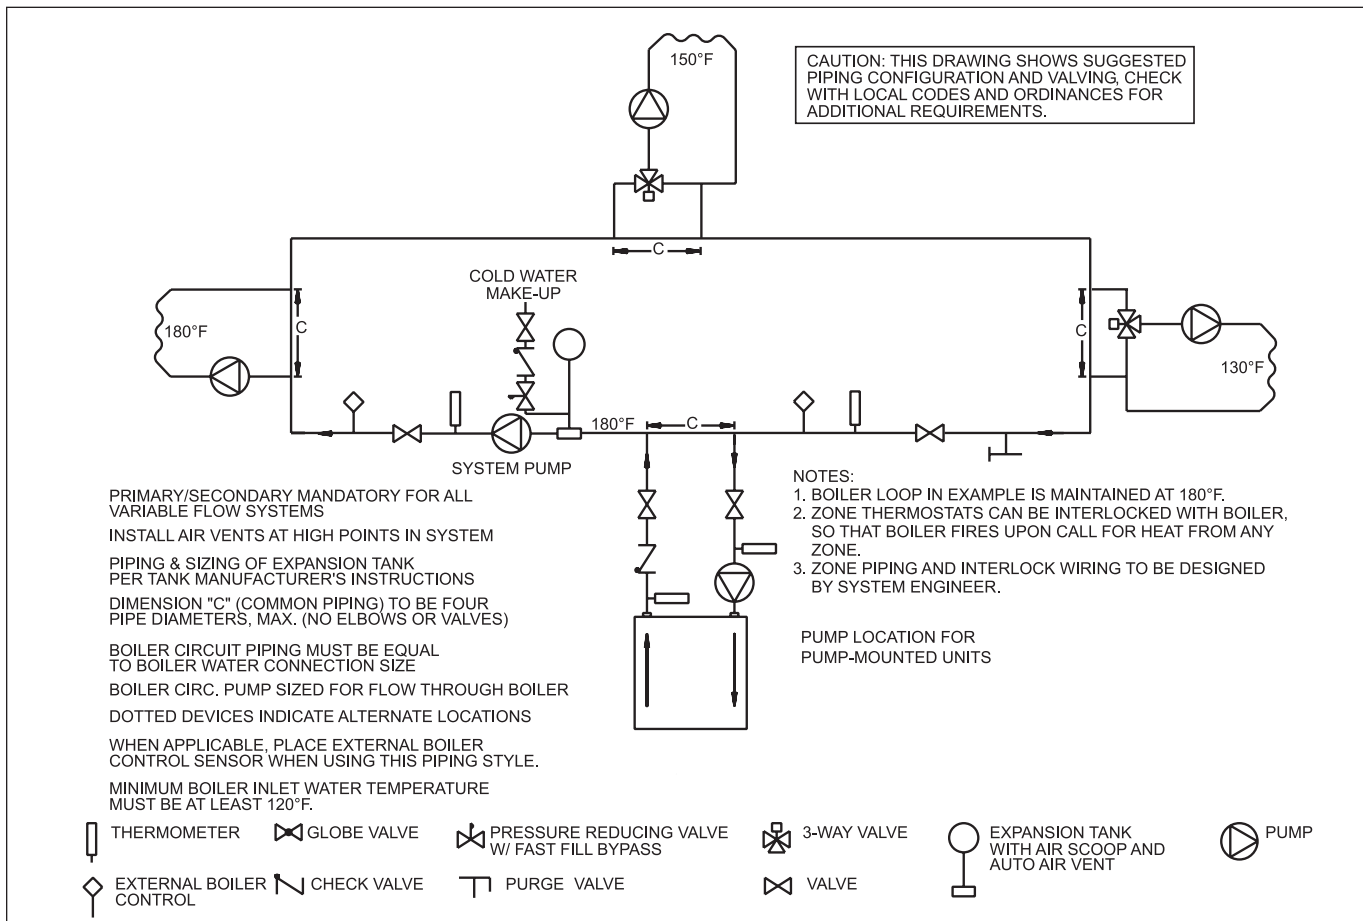 150°F
CAUTION: THIS DRAWING SHOWS SUGGESTED
PIPING CONFIGURATION AND VALVING, CHECK
WITH LOCAL CODES AND ORDINANCES FOR
ADDITIONAL REQUIREMENTS.
C
COLD WATER
MAKE-UP
180°F
C
C
130°F
180°F
C
SYSTEM PUMP
PRIMARY/SECONDARY MANDATORY FOR ALL
VARIABLE FLOW SYSTEMS
INSTALL AIR VENTS AT HIGH POINTS IN SYSTEM
PIPING & SIZING OF EXPANSION TANK
PER TANK MANUFACTURER'S INSTRUCTIONS
DIMENSION "C" (COMMON PIPING) TO BE FOUR
PIPE DIAMETERS, MAX. (NO ELBOWS OR VALVES)
BOILER CIRCUIT PIPING MUST BE EQUAL
TO BOILER WATER CONNECTION SIZE
BOILER CIRC. PUMP SIZED FOR FLOW THROUGH BOILER
DOTTED DEVICES INDICATE ALTERNATE LOCATIONS
WHEN APPLICABLE, PLACE EXTERNAL BOILER
CONTROL SENSOR WHEN USING THIS PIPING STYLE.
MINIMUM BOILER INLET WATER TEMPERATURE
MUST BE AT LEAST 120°F.
NOTES:
1. BOILER LOOP IN EXAMPLE IS MAINTAINED AT 180°F.
2. ZONE THERMOSTATS CAN BE INTERLOCKED WITH BOILER,
SO THAT BOILER FIRES UPON CALL FOR HEAT FROM ANY
ZONE.
3. ZONE PIPING AND INTERLOCK WIRING TO BE DESIGNED
BY SYSTEM ENGINEER.
PUMP LOCATION FOR
PUMP-MOUNTED UNITS
THERMOMETER
GLOBE VALVE
PRESSURE REDUCING VALVE
W/ FAST FILL BYPASS
3-WAY VALVE
EXPANSION TANK
WITH AIR SCOOP AND
AUTO AIR VENT
PUMP
EXTERNAL BOILER
CONTROL
CHECK VALVE
PURGE VALVE
VALVE